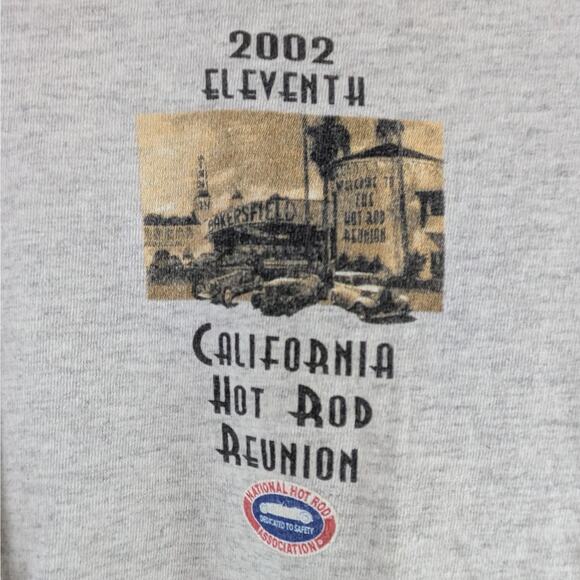 2002
ELEVENTH
BAKERSFIELD
WELCOME TO
THE
HOT ROD
REUNION
CALIFORNIA
HOT ROD
REUNION
NATIONAL HOT ROD
DEDICATED TO SAFETY
ASSOCIATION